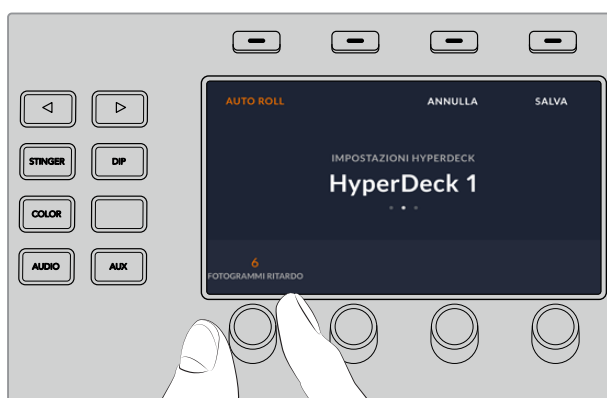 AUTO ROLL ANNULLA SALVA
IMPOSTAZIONI HYPERDECK
HyperDeck 1
STINGER DIP
COLOR
AUDIO AUX
6
FOTOGRAMMI RITARDO